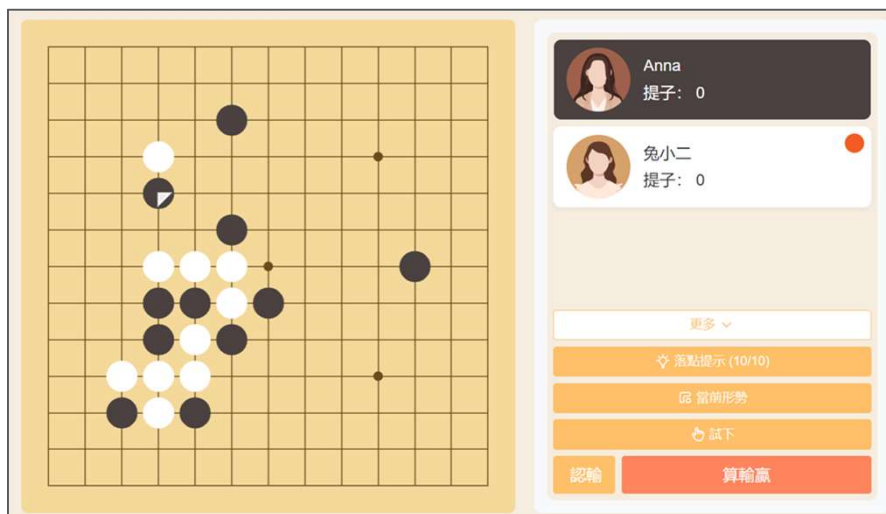 Anna
提子： 0
兔小二
提子： 0
更多
落點提示 (10/10)
當前形勢
試下
認輸
算輸贏